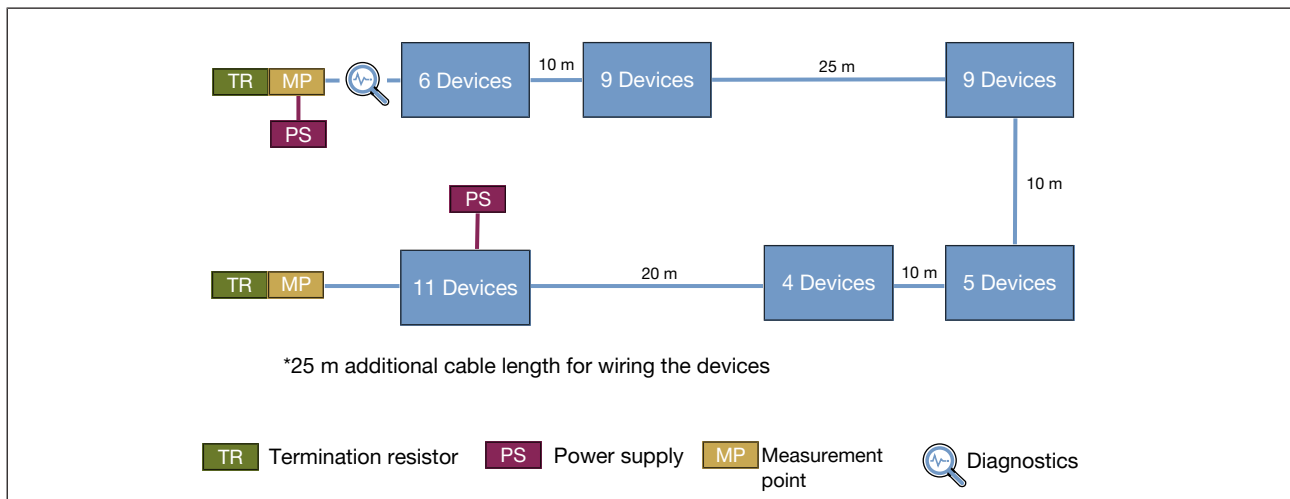 TR MP 6 Devices 10 m 9 Devices 25 m 9 Devices
PS
10 m
PS
TR MP 11 Devices 20 m 4 Devices 10 m 5 Devices
*25 m additional cable length for wiring the devices
TR Termination resistor PS Power supply MP Measurement
point
Diagnostics